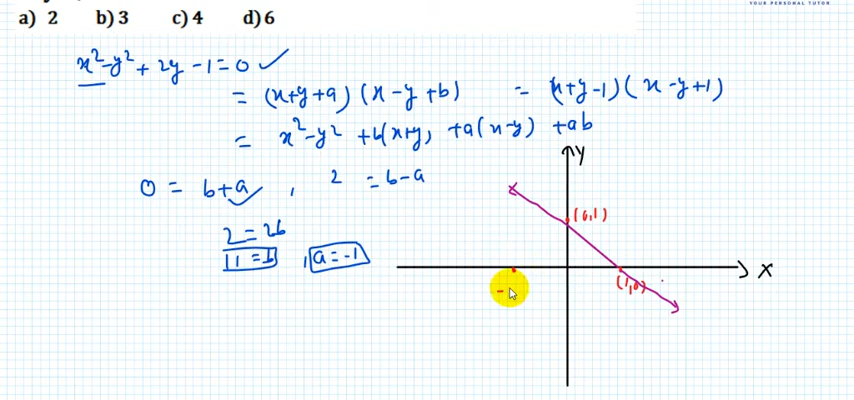 YOUR PERSONAL TUTOR
a) 2 b) 3 c) 4 d) 6
x² - y² + 2y - 1 = 0 ✓
= (x+y+a) (x-y+b) = (x+y-1) (x-y+1)
= x² - y² + b(x+y) + a(x-y) + ab
0 = b+a , 2 = b-a
2 = 2b
1 = b , a = -1
Y
(0,1)
X
(1,0)
-